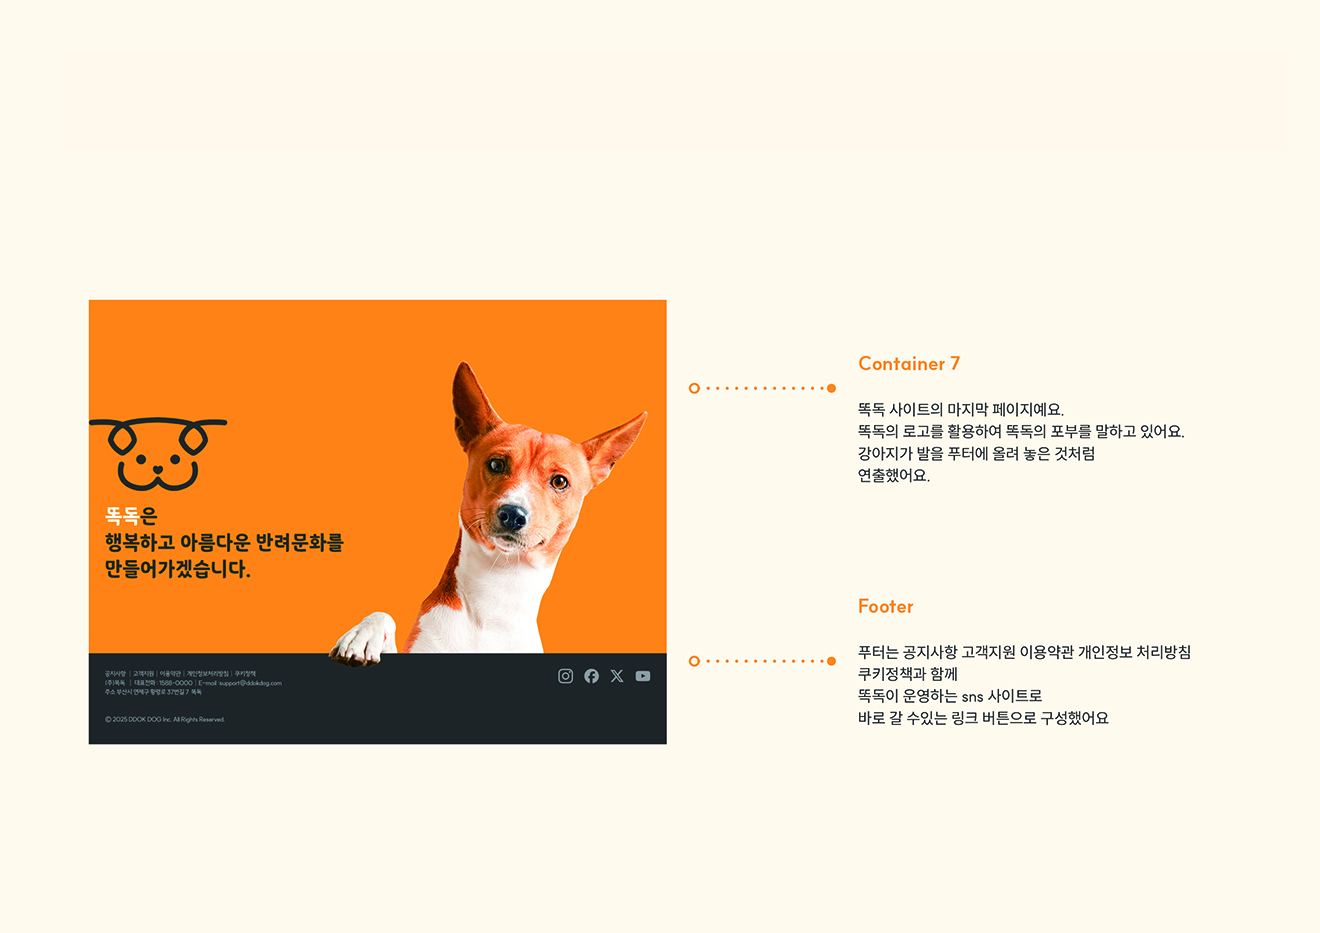 똑독은
행복하고 아름다운 반려문화를
만들어가겠습니다.
공지사항 | 고객지원 | 이용약관 | 개인정보처리방침 | 쿠키정책
(주)똑독 | 대표전화 : 1588-0000 | E-mail :support@ddokdog.com
주소 부산시 연제구 황령로 37번길 7 똑독
© 2025 DDOK DOG Inc. All Rights Reserved.
Container 7
똑독 사이트의 마지막 페이지예요.
똑독의 로고를 활용하여 똑독의 포부를 말하고 있어요.
강아지가 발을 푸터에 올려 놓은 것처럼
연출했어요.
Footer
푸터는 공지사항 고객지원 이용약관 개인정보 처리방침
쿠키정책과 함께
똑독이 운영하는 sns 사이트로
바로 갈 수있는 링크 버튼으로 구성했어요